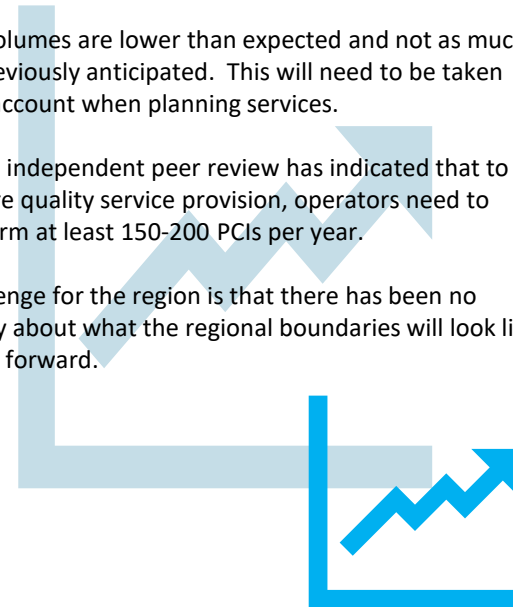 olumes are lower than expected and not as muc
eviously anticipated. This will need to be taken
account when planning services.
independent peer review has indicated that to
e quality service provision, operators need to
rm at least 150-200 PCIs per year.
enge for the region is that there has been no
y about what the regional boundaries will look li
forward.